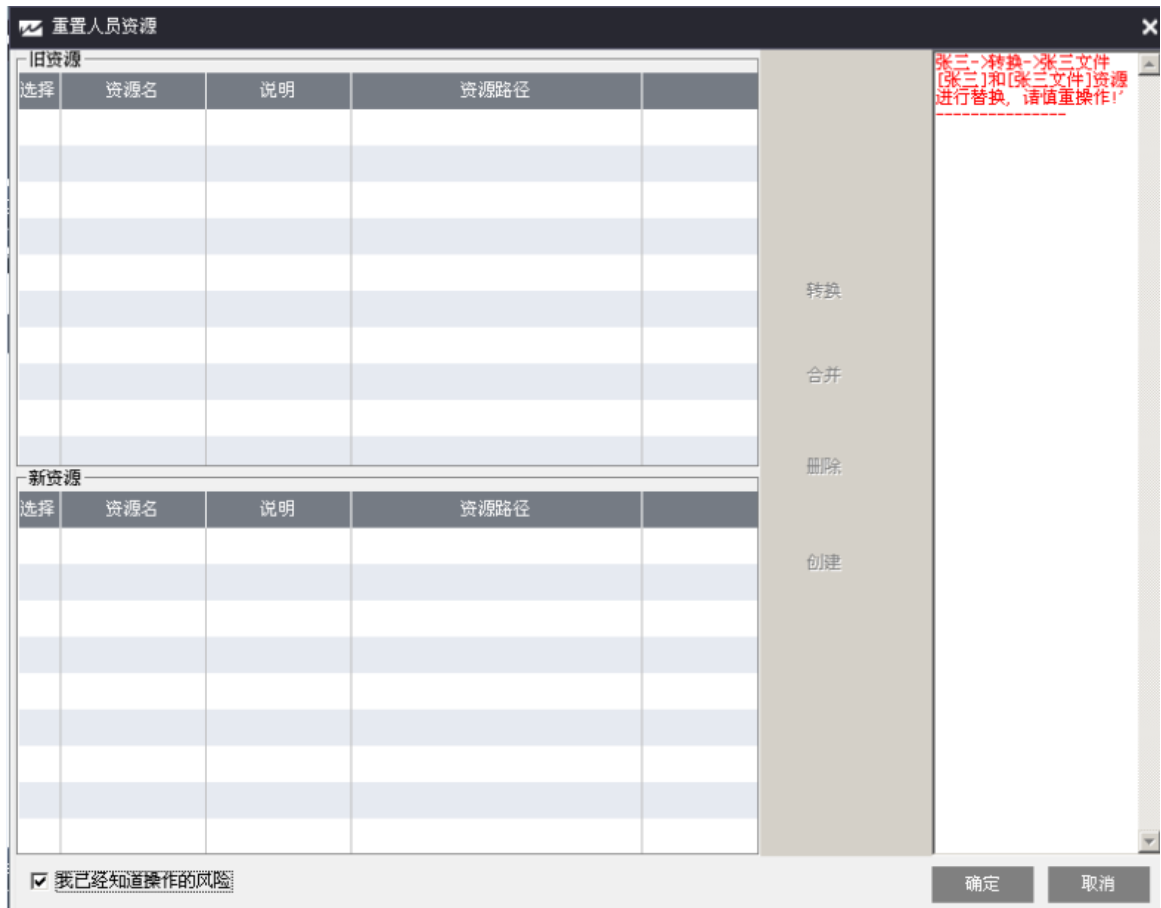 重置人员资源
旧资源
选择 资源名 说明 资源路径
新资源
选择 资源名 说明 资源路径
转换
合并
删除
创建
张三->转换->张三文件
[张三]和[张三文件]资源
进行替换, 请慎重操作!'
---------------
我已经知道操作的风险
确定
取消